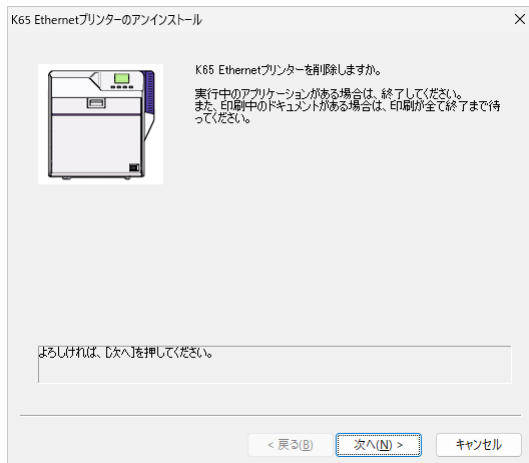 K65 Ethernetプリンターのアンインストール
K65 Ethernetプリンターを削除しますか。
実行中のアプリケーションがある場合は、終了してください。
また、印刷中のドキュメントがある場合は、印刷が全て終了まで待
ってください。
よろしければ、[次へ]を押してください。
< 戻る(B)
次へ(N) >
キャンセル